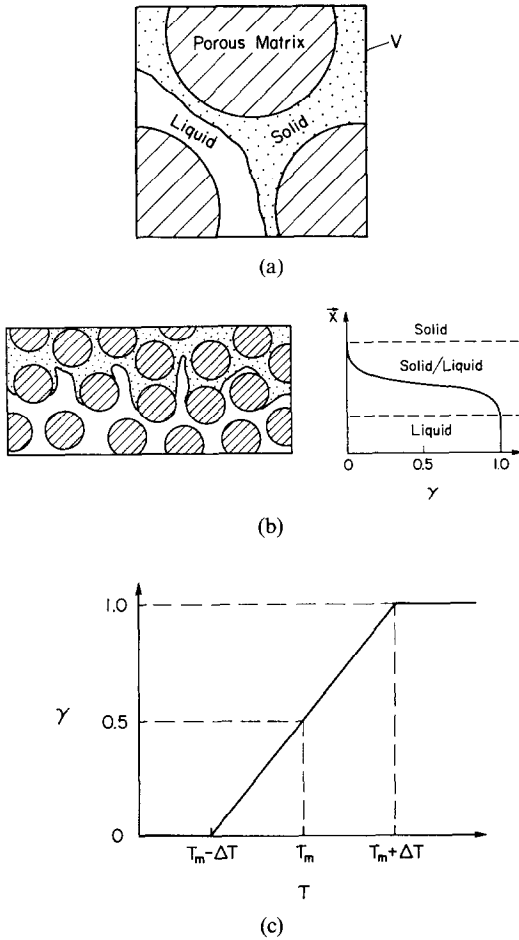 Porous Matrix
V
Liquid
Solid
(a)
x⃗
Solid
Solid/Liquid
Liquid
0 0.5 1.0
γ
(b)
1.0
γ
0.5
0
Tm-ΔT Tm Tm+ΔT
T
(c)